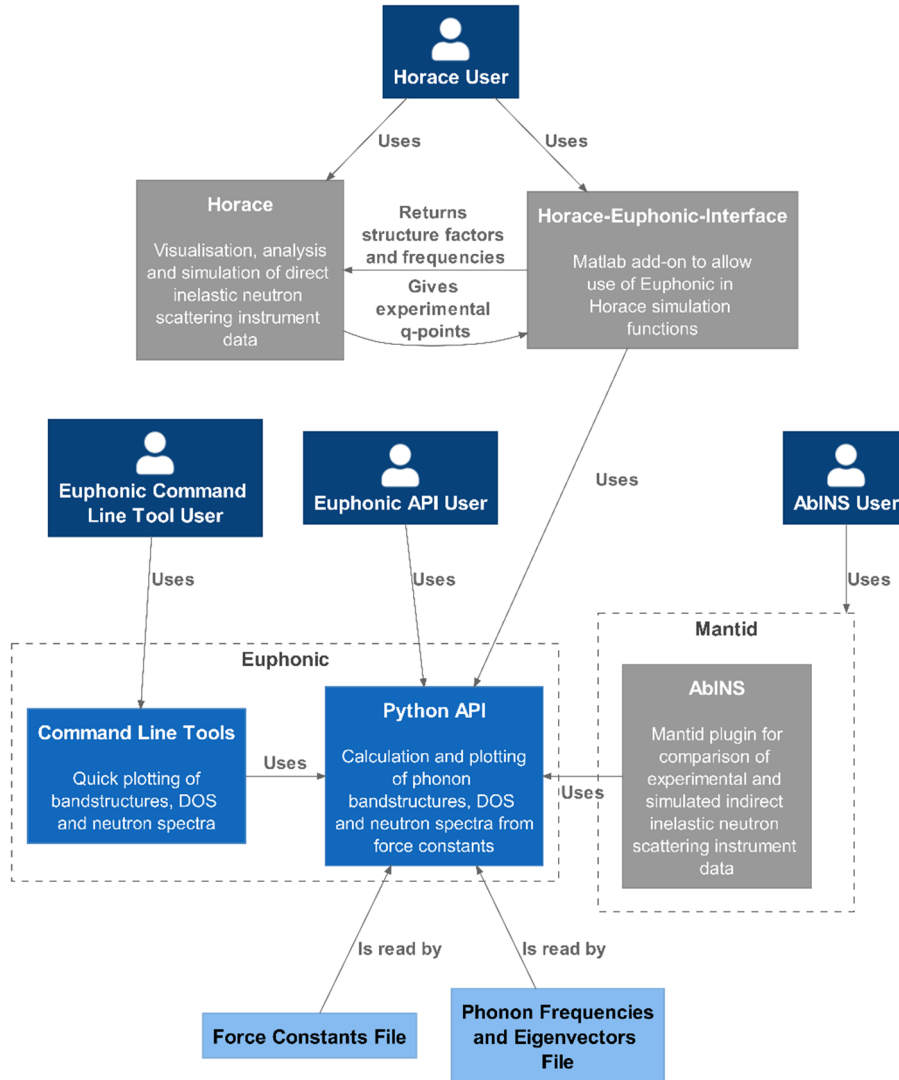 Horace User
Uses
Uses
Horace
Visualisation, analysis
and simulation of direct
inelastic neutron
scattering instrument
data
Returns
structure factors
and frequencies
Gives
experimental
q-points
Horace-Euphonic-Interface
Matlab add-on to allow
use of Euphonic in
Horace simulation
functions
Euphonic Command
Line Tool User
Euphonic API User
Uses
AbINS User
Uses
Uses
Uses
Euphonic
Mantid
Command Line Tools
Quick plotting of
bandstructures, DOS
and neutron spectra
Uses
Python API
Calculation and plotting
of phonon
bandstructures, DOS
and neutron spectra from
force constants
Uses
AbINS
Mantid plugin for
comparison of
experimental and
simulated indirect
inelastic neutron
scattering instrument
data
Is read by
Is read by
Force Constants File
Phonon Frequencies
and Eigenvectors
File